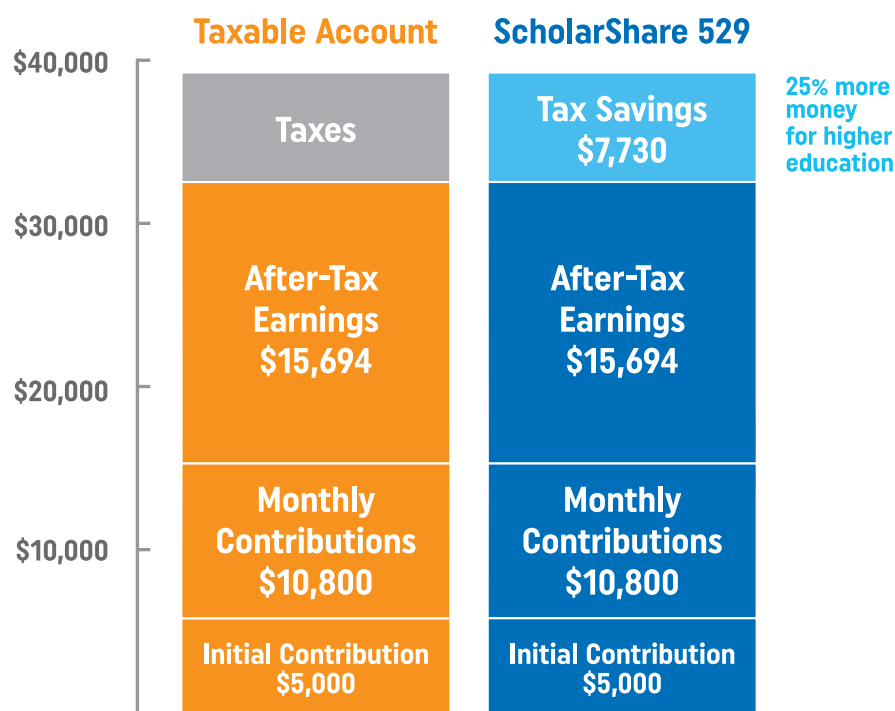 Taxable Account
ScholarShare 529
$40,000
$30,000
$20,000
$10,000
Taxes
After-Tax
Earnings
$15,694
Monthly
Contributions
$10,800
Initial Contribution
$5,000
Tax Savings
$7,730
After-Tax
Earnings
$15,694
Monthly
Contributions
$10,800
Initial Contribution
$5,000
25% more
money
for higher
education